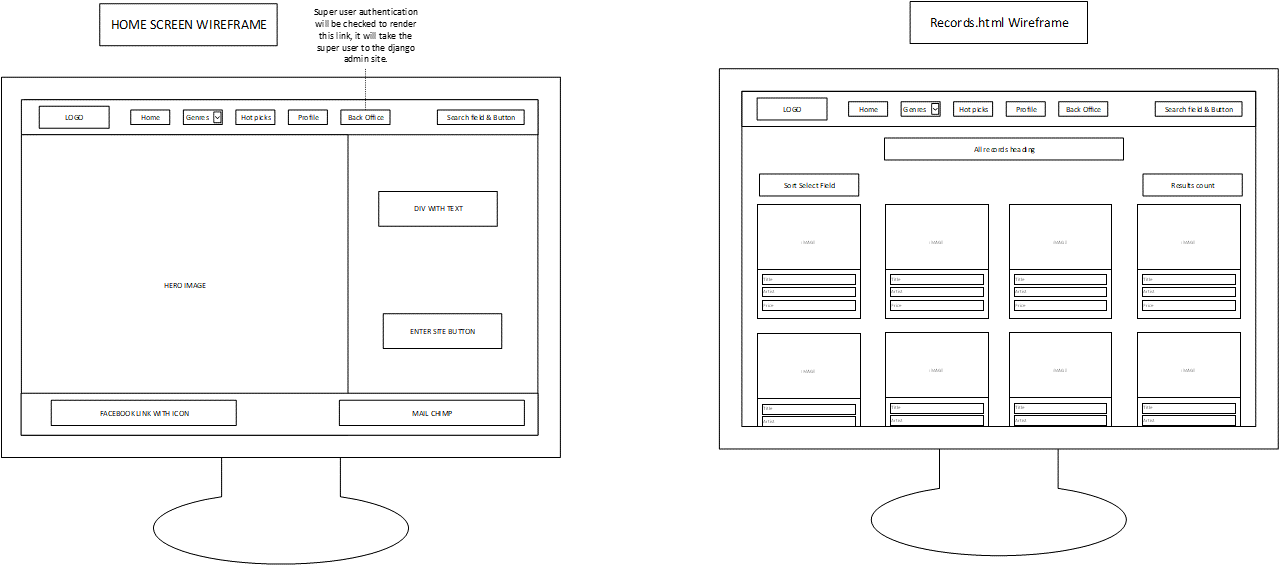 HOME SCREEN WIREFRAME
Super user authentication
will be checked to render
this link, it will take the
super user to the django
admin site.
LOGO
Home
Genres
Hot picks
Profile
Back Office
Search field & Button
HERO IMAGE
DIV WITH TEXT
ENTER SITE BUTTON
FACEBOOK LINK WITH ICON
MAIL CHIMP
Records.html Wireframe
LOGO
Home
Genres
Hot picks
Profile
Back Office
Search field & Button
All records heading
Sort Select Field
Results count
IMAGE
IMAGE
IMAGE
IMAGE
Title
Title
Title
Title
Artist
Artist
Artist
Artist
Price
Price
Price
Price
IMAGE
IMAGE
IMAGE
IMAGE
Title
Title
Title
Title
Artist
Artist
Artist
Artist